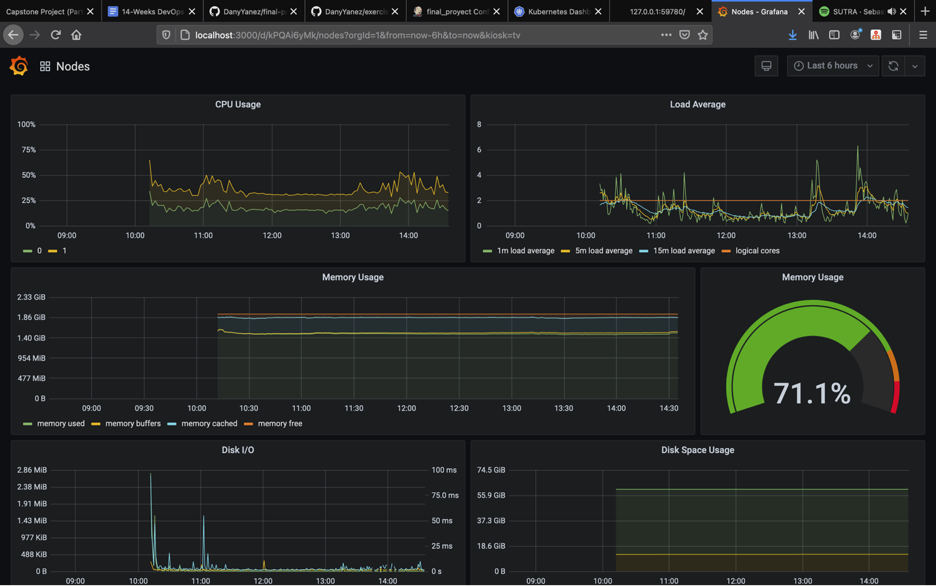 Capstone Project (Par
14-Weeks DevOps
DanyYanez/final-p
DanyYanez/exerci
final_proyect Con
Kubernetes Dashb
127.0.0.1:59780/
Nodes - Grafana
SUTRA · Seba
localhost:3000/d/kPQAi6yMk/nodes?orgId=1&from=now-6h&to=now&kiosk=tv
Nodes
Last 6 hours
CPU Usage
100%
75%
50%
25%
0%
09:00 10:00 11:00 12:00 13:00 14:00
0 1
Load Average
8
6
4
2
0
09:00 10:00 11:00 12:00 13:00 14:00
1m load average 5m load average 15m load average logical cores
Memory Usage
2.33 GiB
1.86 GiB
1.40 GiB
954 MiB
477 MiB
0 B
09:00 09:30 10:00 10:30 11:00 11:30 12:00 12:30 13:00 13:30 14:00 14:30
memory used memory buffers memory cached memory free
Memory Usage
71.1%
Disk I/O
2.86 MiB
2.38 MiB
1.91 MiB
1.43 MiB
977 KiB
488 KiB
0 B
100 ms
75.0 ms
50 ms
25 ms
0 s
09:00 10:00 11:00 12:00 13:00 14:00
Disk Space Usage
74.5 GiB
55.9 GiB
37.3 GiB
18.6 GiB
0 B
09:00 10:00 11:00 12:00 13:00 14:00